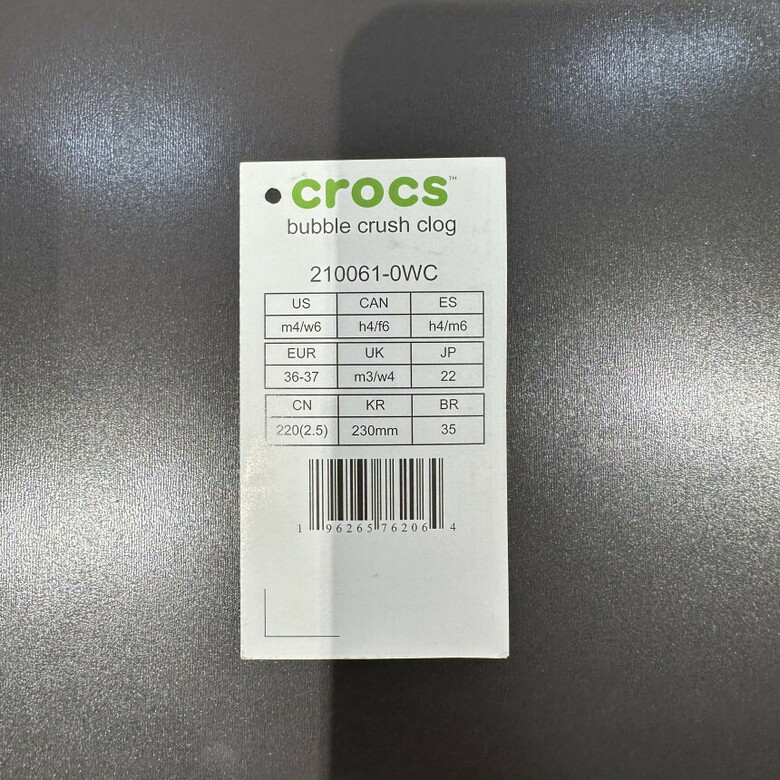 crocs™
bubble crush clog
210061-0WC
US CAN ES
m4/w6 h4/f6 h4/m6
EUR UK JP
36-37 m3/w4 22
CN KR BR
220(2.5) 230mm 35
1 96265 76206 4